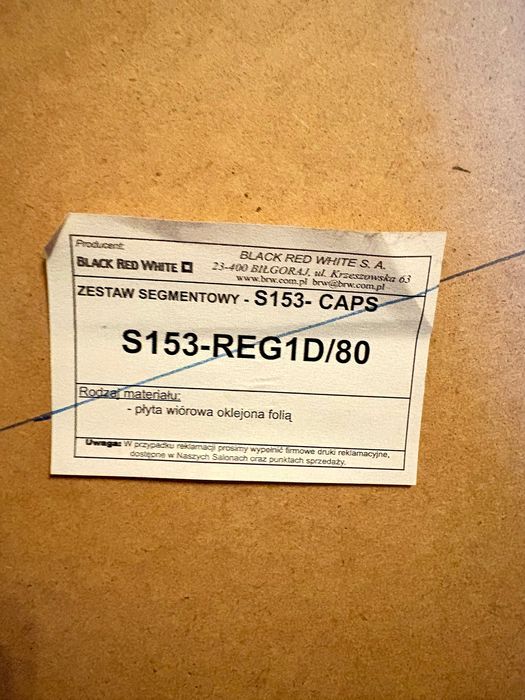 Producent:
BLACK RED WHITE
BLACK RED WHITE S. A.
23-400 BIŁGORAJ, ul. Krzeszowska 63
www.brw.com.pl brw@brw.com.pl
ZESTAW SEGMENTOWY - S153- CAPS
S153-REG1D/80
Rodzaj materiału:
- płyta wiórowa oklejona folią
Uwaga: W przypadku reklamacji prosimy wypełnić firmowe druki reklamacyjne,
dostępne w Naszych Salonach oraz punktach sprzedaży.